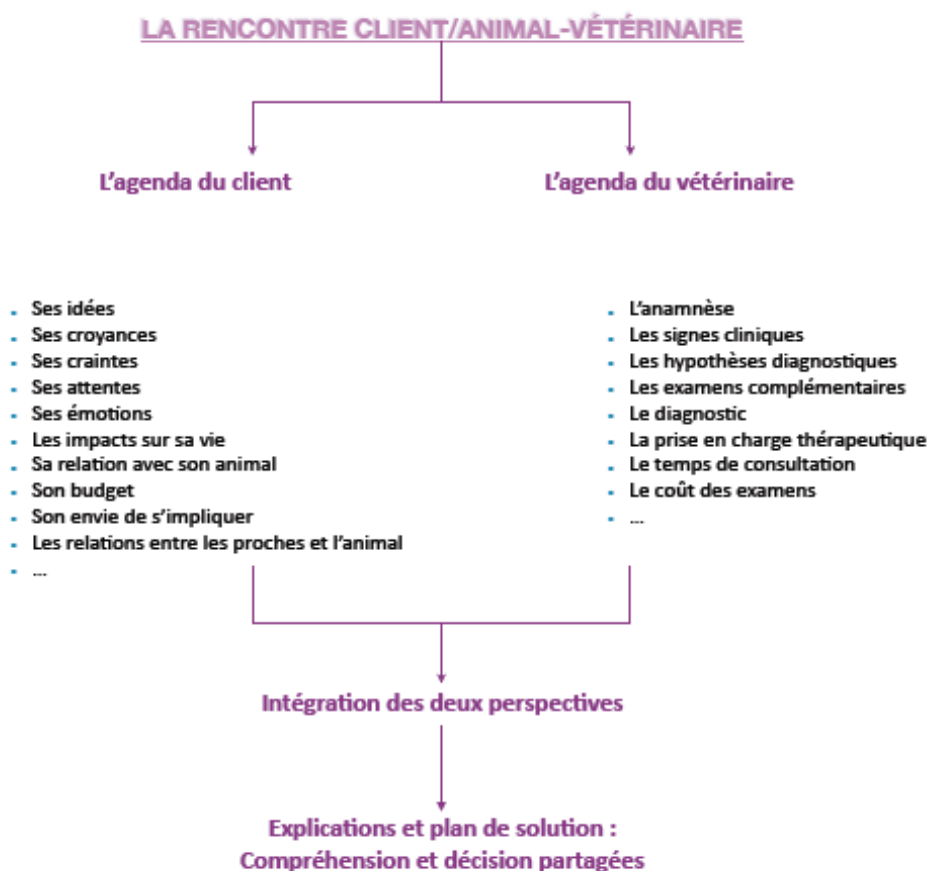 LA RENCONTRE CLIENT/ANIMAL-VÉTÉRINAIRE
L'agenda du client
L'agenda du vétérinaire
Ses idées
Ses croyances
Ses craintes
Ses attentes
Ses émotions
Les impacts sur sa vie
Sa relation avec son animal
Son budget
Son envie de s'impliquer
Les relations entre les proches et l'animal
...
L'anamnèse
Les signes cliniques
Les hypothèses diagnostiques
Les examens complémentaires
Le diagnostic
La prise en charge thérapeutique
Le temps de consultation
Le coût des examens
...
Intégration des deux perspectives
Explications et plan de solution :
Compréhension et décision partagées